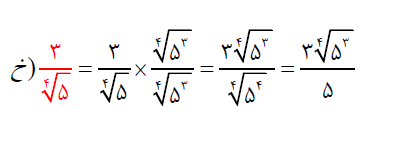 خ) ۳/∜۵ = ۳/∜۵ × ∜۵^۳/∜۵^۳ = ۳∜۵^۳/∜۵^۴ = ۳∜۵^۳/۵